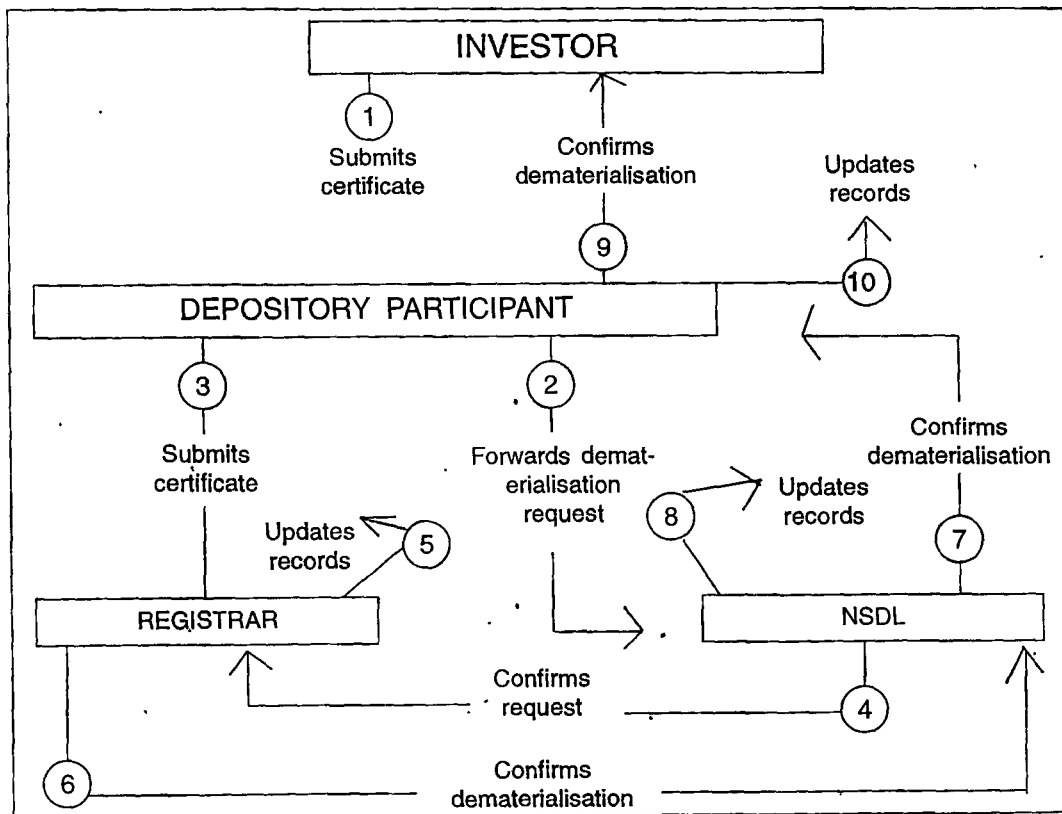 INVESTOR
1
Submits
certificate
Confirms
dematerialisation
Updates
records
9
10
DEPOSITORY PARTICIPANT
3
2
Submits
certificate
Forwards demat-
erialisation
request
Confirms
dematerialisation
Updates
records
8
Updates
records
5
7
REGISTRAR
NSDL
Confirms
request
4
6
Confirms
dematerialisation